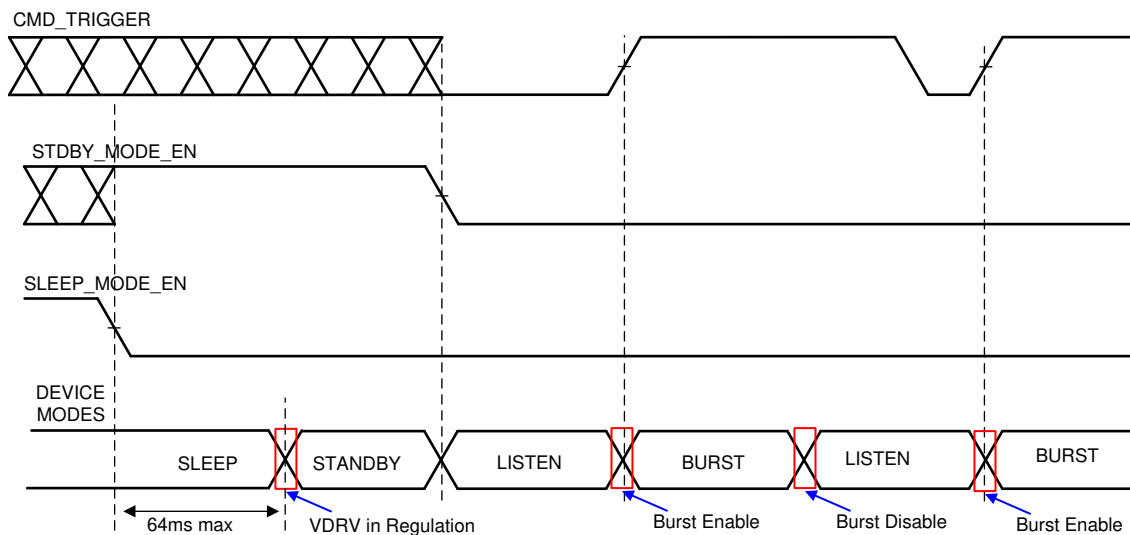 CMD_TRIGGER
STDBY_MODE_EN
SLEEP_MODE_EN
DEVICE
MODES
SLEEP
STANDBY
LISTEN
BURST
LISTEN
BURST
64ms max
VDRV in Regulation
Burst Enable
Burst Disable
Burst Enable